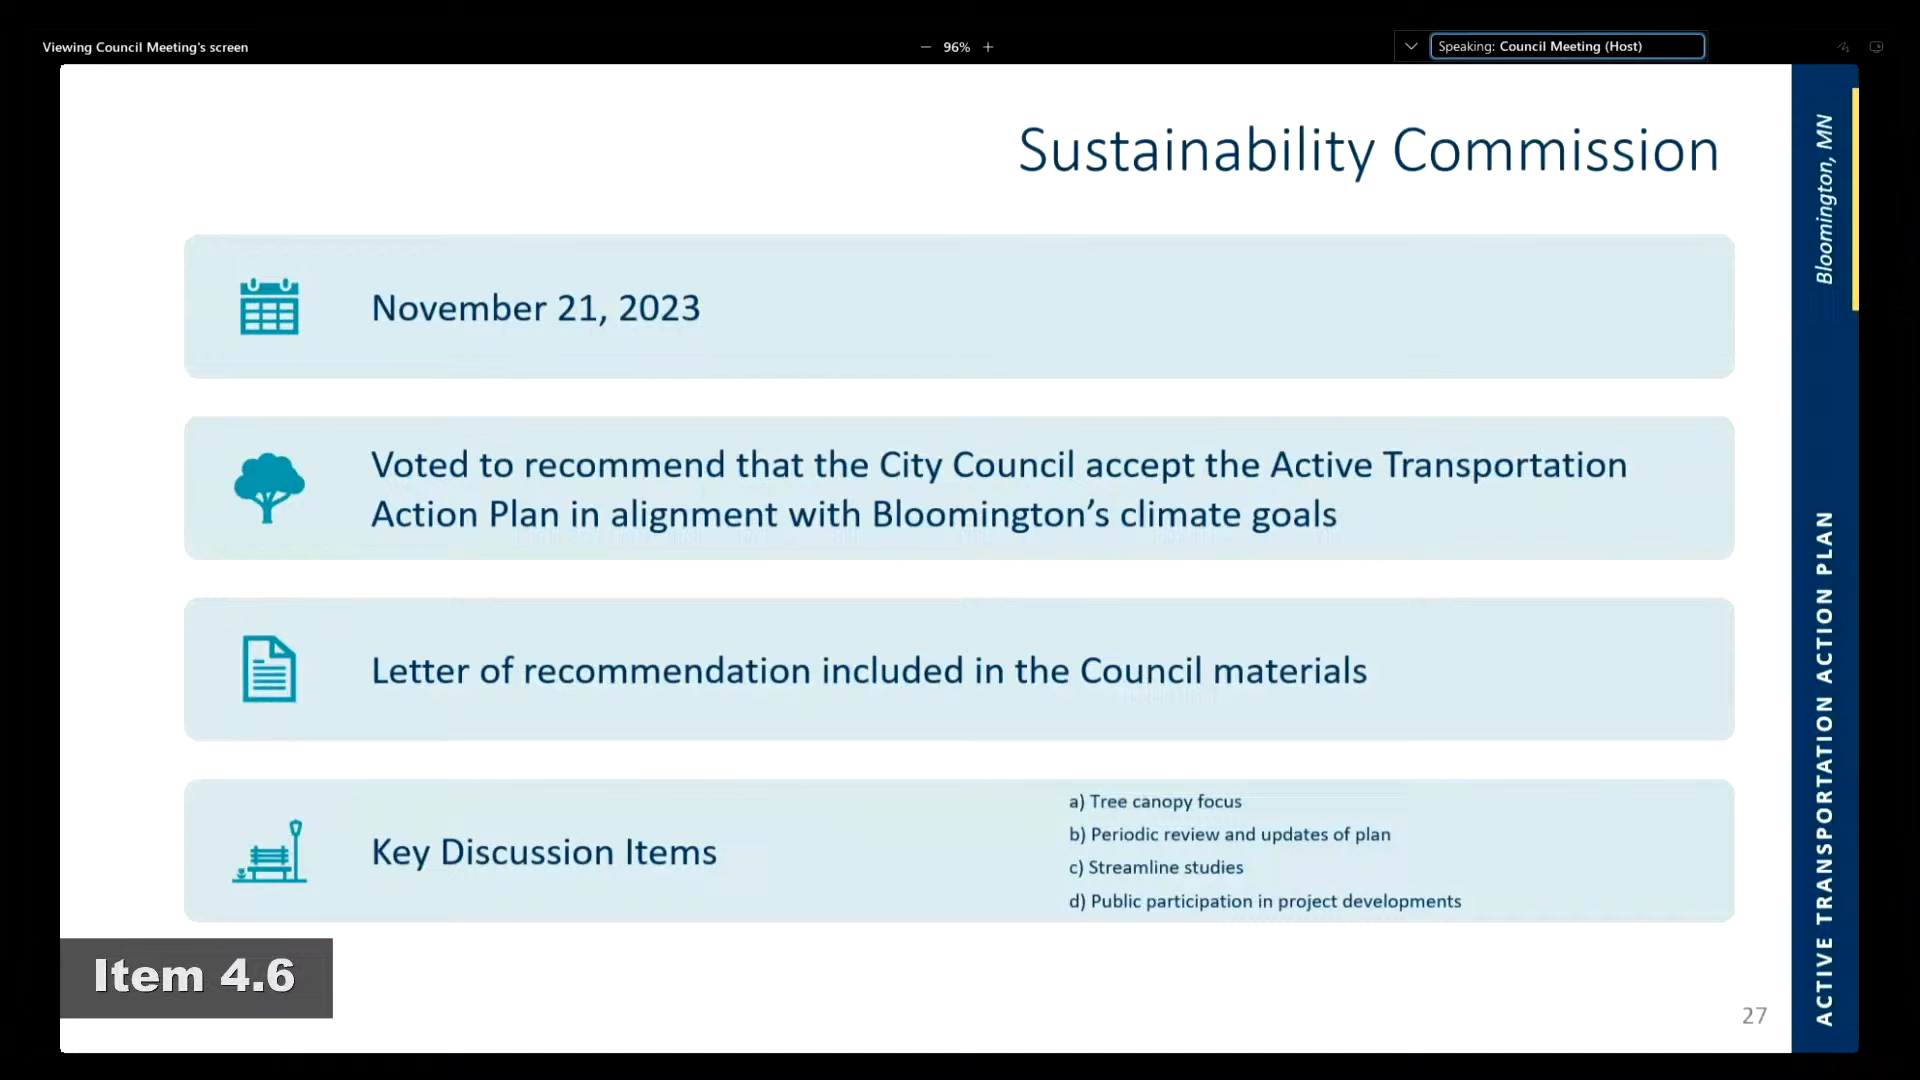 Viewing Council Meeting's screen
96%
Speaking: Council Meeting (Host)
Sustainability Commission
November 21, 2023
Voted to recommend that the City Council accept the Active Transportation
Action Plan in alignment with Bloomington’s climate goals
Letter of recommendation included in the Council materials
Key Discussion Items
a) Tree canopy focus
b) Periodic review and updates of plan
c) Streamline studies
d) Public participation in project developments
Item 4.6
27
Bloomington, MN
ACTIVE TRANSPORTATION ACTION PLAN